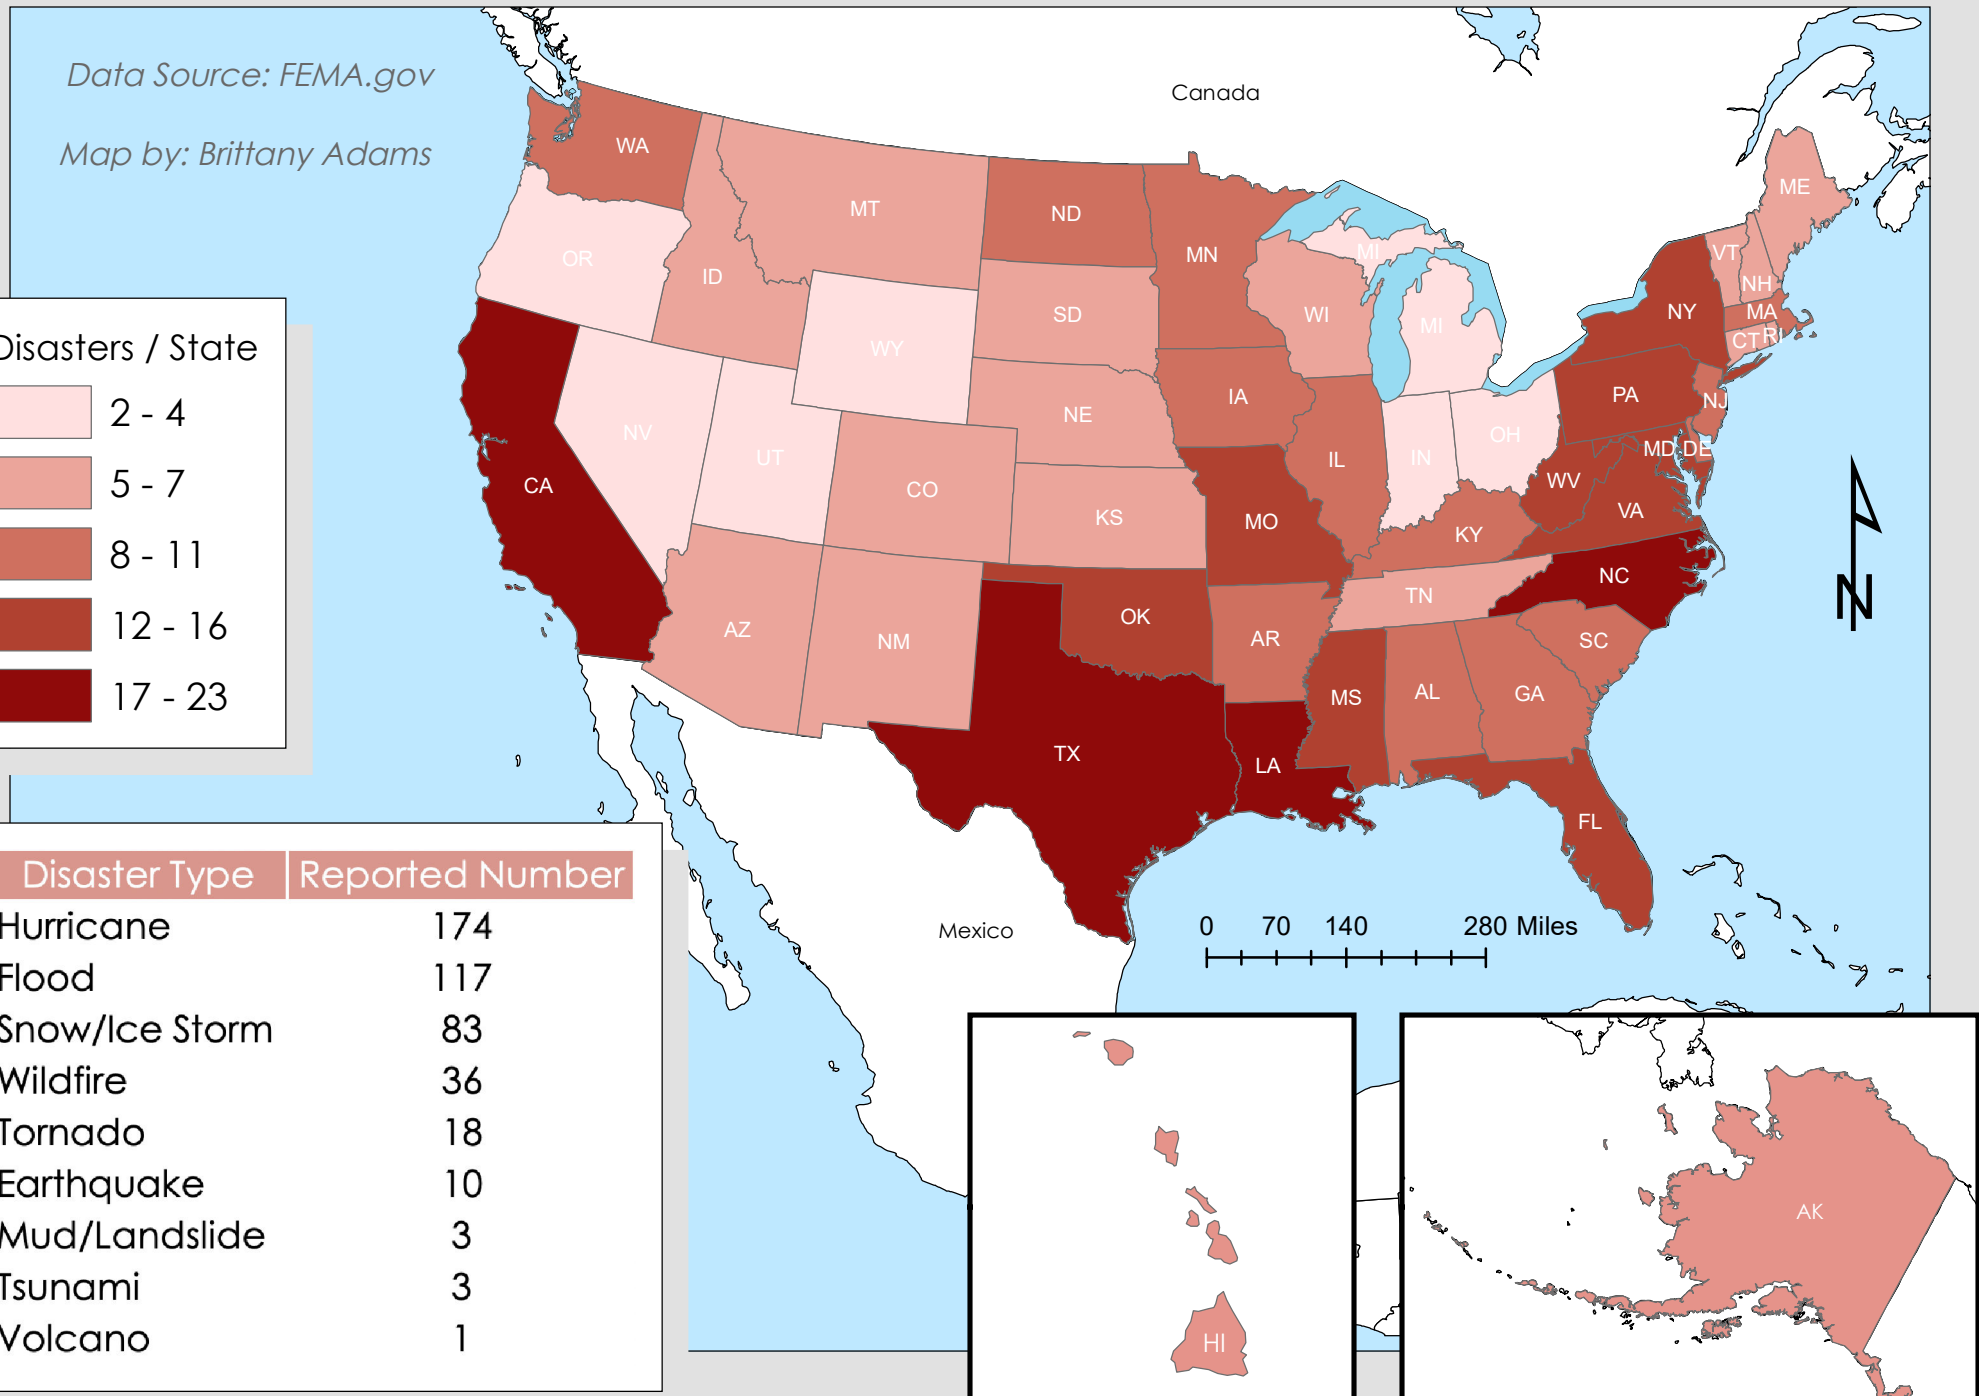 Data Source: FEMA.gov
Map by: Brittany Adams
Canada
Mexico
Disasters / State
2 - 4
5 - 7
8 - 11
12 - 16
17 - 23
WA
OR
CA
NV
ID
MT
WY
UT
CO
AZ
NM
ND
SD
NE
KS
OK
TX
MN
IA
MO
AR
LA
WI
IL
MI
MI
IN
OH
KY
TN
MS
AL
GA
FL
SC
NC
VA
WV
MD
DE
PA
NJ
NY
CT
RI
MA
VT
NH
ME
N
0 70 140 280 Miles
Disaster Type Reported Number
Hurricane 174
Flood 117
Snow/Ice Storm 83
Wildfire 36
Tornado 18
Earthquake 10
Mud/Landslide 3
Tsunami 3
Volcano 1
HI
AK